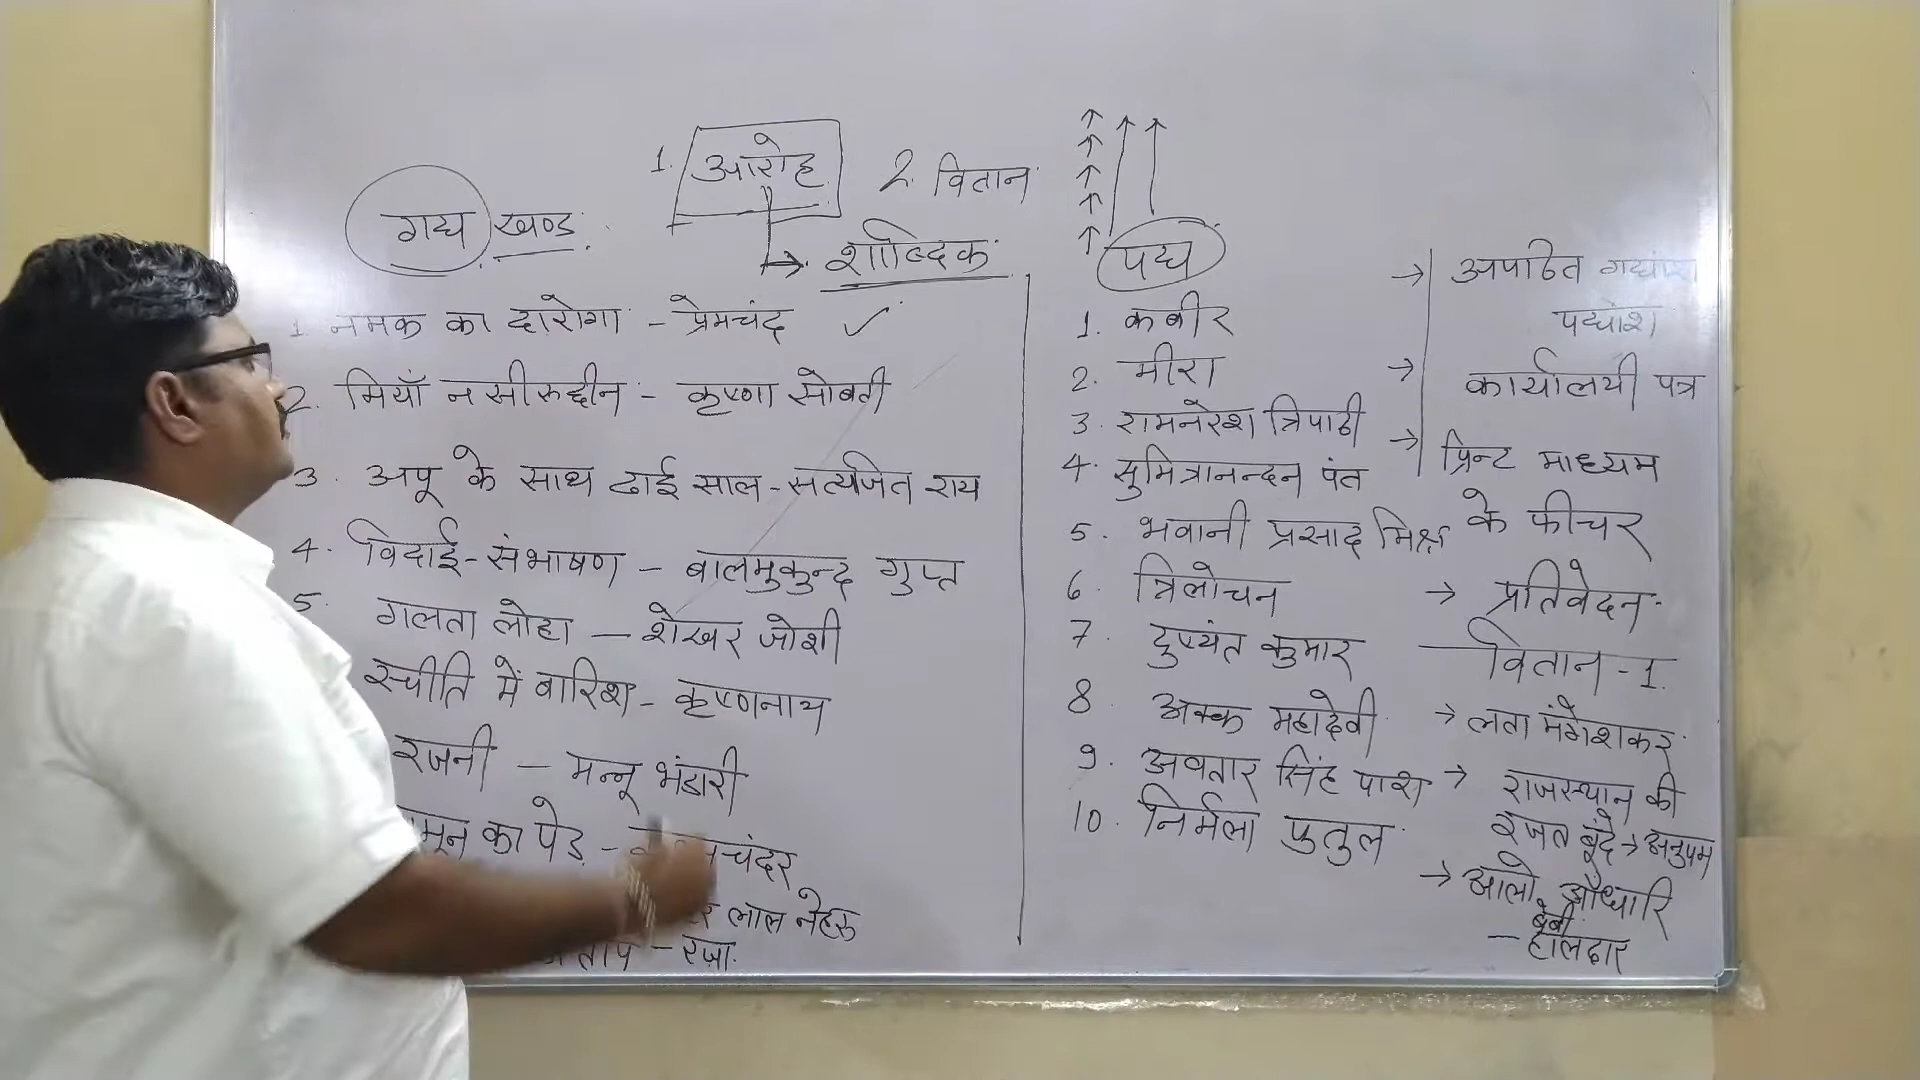 1. आरोह 2. वितान
गद्य खण्ड
→ शाब्दिक
1. नमक का दारोगा - प्रेमचंद ✓
2. मियाँ नसीरुद्दीन - कृष्णा सोबती
3. अपू के साथ ढाई साल - सत्यजित राय
4. विदाई-संभाषण - बालमुकुन्द गुप्त
5. गलता लोहा - शेखर जोशी
स्पीति में बारिश - कृष्णनाथ
रजनी - मन्नू भंडारी
का पेड़ - चंदर
लाल नेहरू
- रज़ा
पद्य
1. कबीर
2. मीरा
3. रामनरेश त्रिपाठी
4. सुमित्रानन्दन पंत
5. भवानी प्रसाद मिश्र
6. त्रिलोचन
7. दुष्यंत कुमार
8. अक्क महादेवी
9. अवतार सिंह पाश
10. निर्मला पुतुल
→ अपठित गद्यांश
पद्यांश
→ कार्यालयी पत्र
→ प्रिन्ट माध्यम
के फीचर
→ प्रतिवेदन
वितान - 1.
→ लता मंगेशकर
→ राजस्थान की
रजत बूंदे → अनुपम
→ आलो आँधारि
बेबी
- हालदार